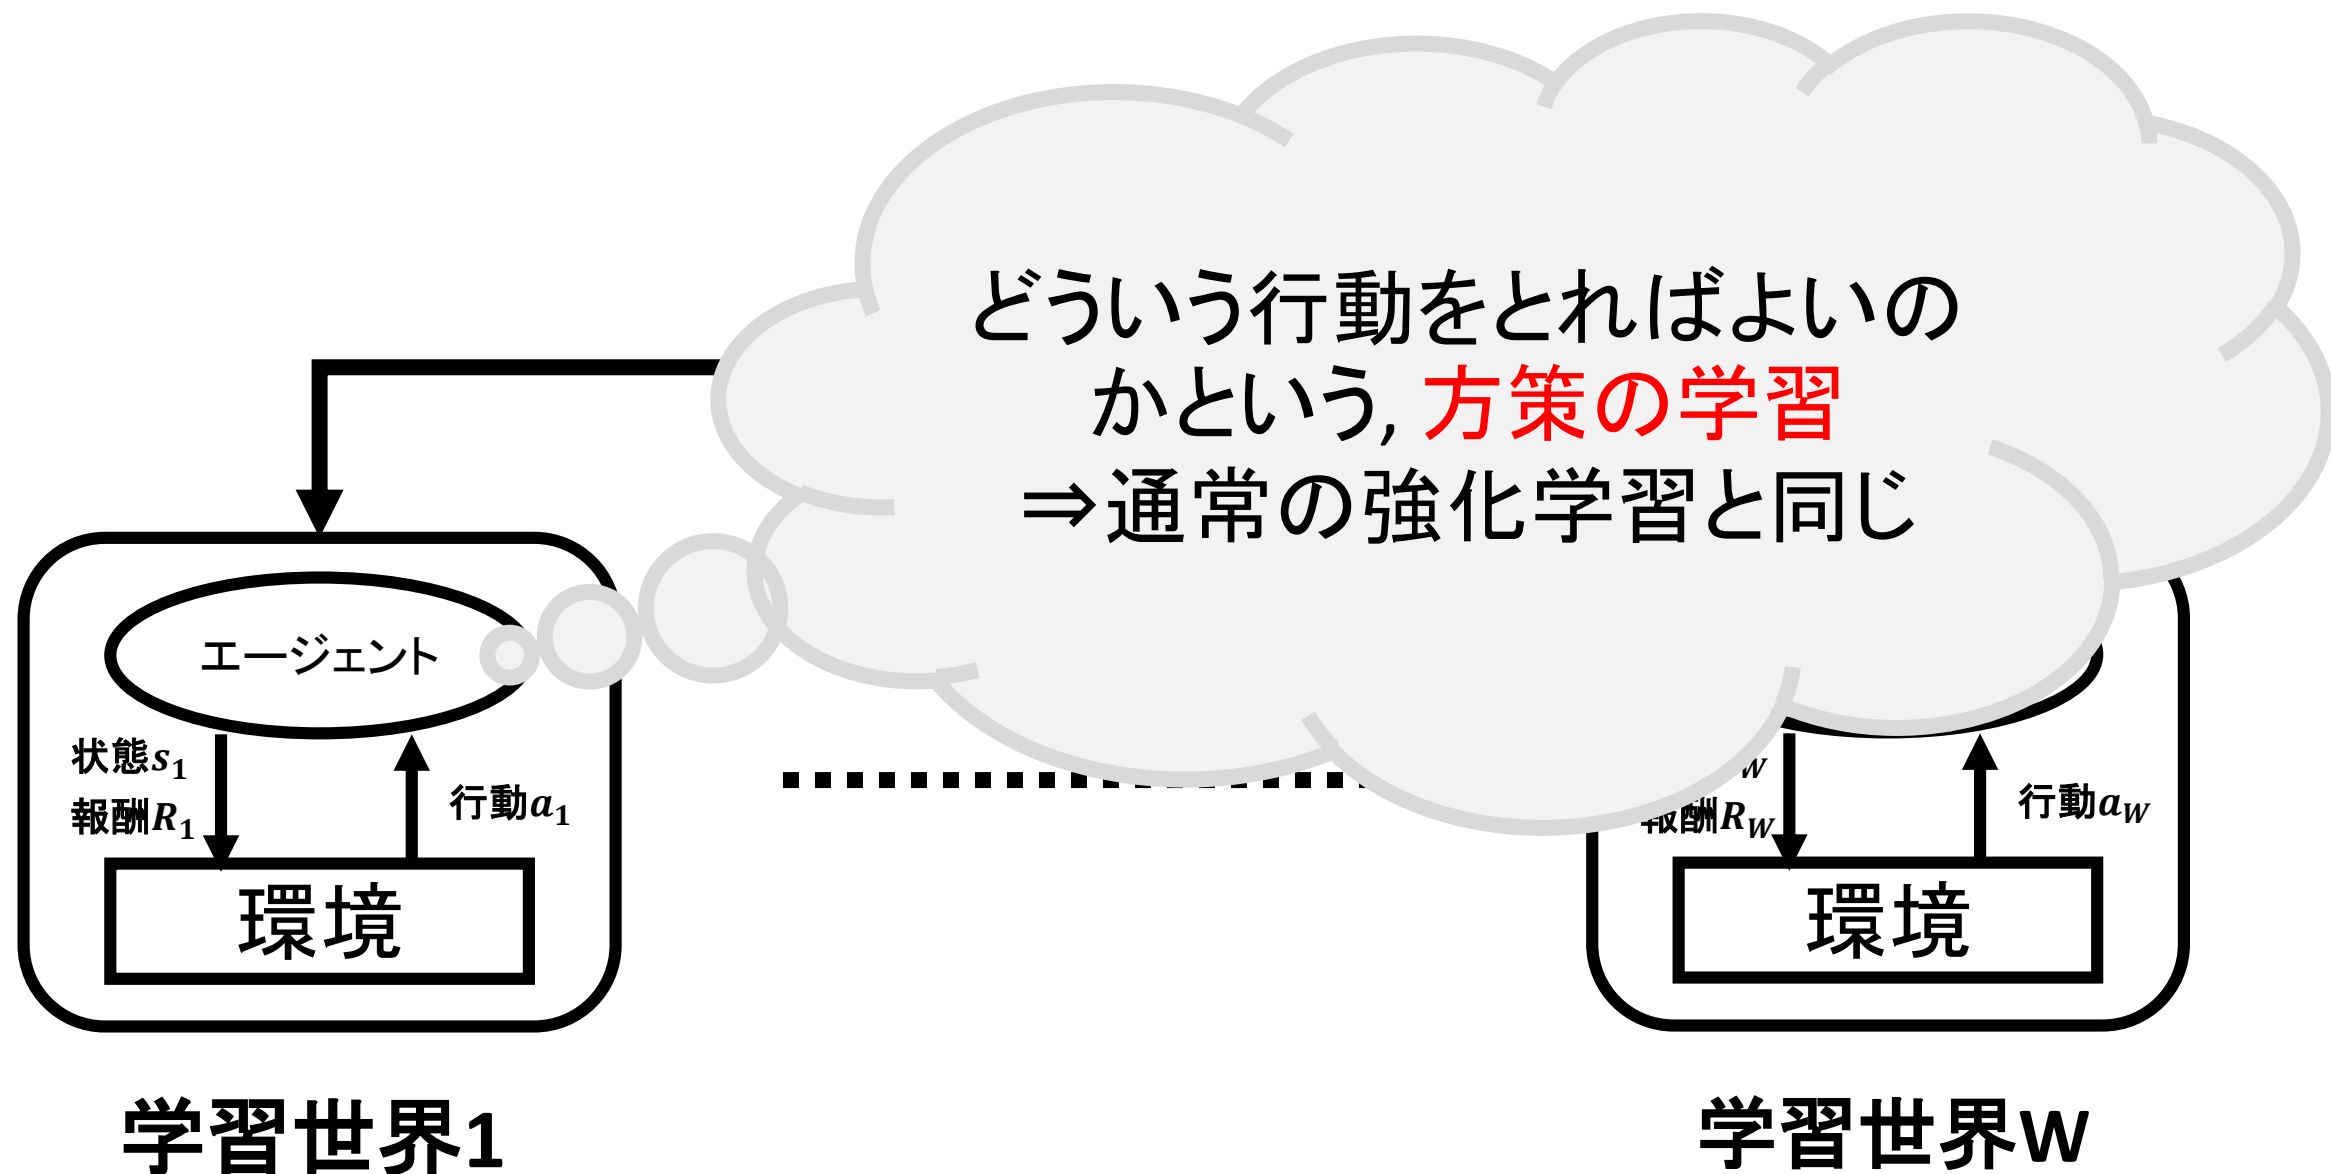 どういう行動をとればよいの
かという, 方策の学習
⇒通常の強化学習と同じ
エージェント
状態s₁
報酬R₁
行動a₁
環境
W
報酬R_W
行動a_W
環境
学習世界1
学習世界W